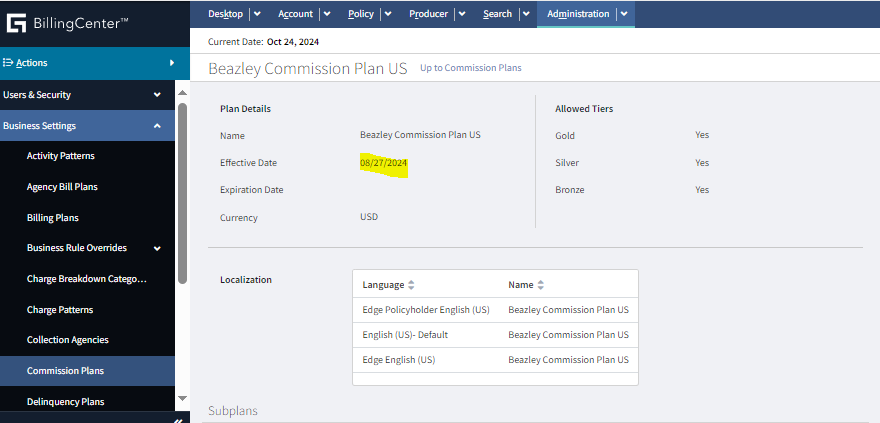 BillingCenter™
Desktop Account Policy Producer Search Administration
Current Date: Oct 24, 2024
Actions
Users & Security
Business Settings
Activity Patterns
Agency Bill Plans
Billing Plans
Business Rule Overrides
Charge Breakdown Catego...
Charge Patterns
Collection Agencies
Commission Plans
Delinquency Plans
Beazley Commission Plan US Up to Commission Plans
Plan Details
Name Beazley Commission Plan US
Effective Date 08/27/2024
Expiration Date
Currency USD
Allowed Tiers
Gold Yes
Silver Yes
Bronze Yes
Localization
Language Name
Edge Policyholder English (US) Beazley Commission Plan US
English (US)- Default Beazley Commission Plan US
Edge English (US) Beazley Commission Plan US
Subplans